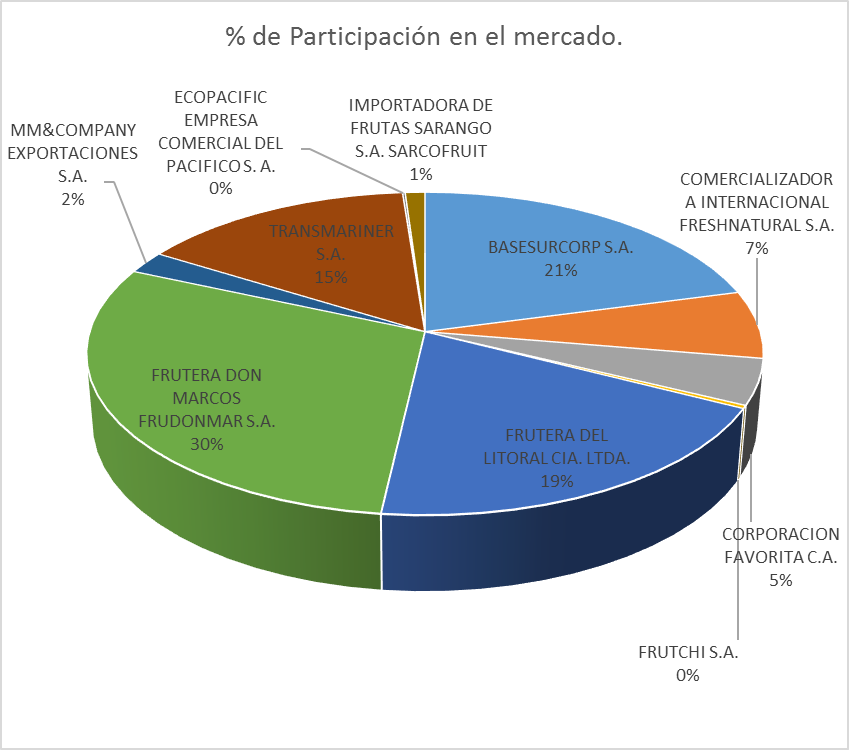 % de Participación en el mercado.
ECOPACIFIC
EMPRESA
COMERCIAL DEL
PACIFICO S. A.
0%
IMPORTADORA DE
FRUTAS SARANGO
S.A. SARCOFRUIT
1%
MM&COMPANY
EXPORTACIONES
S.A.
2%
COMERCIALIZADOR
A INTERNACIONAL
FRESHNATURAL S.A.
7%
TRANSMARINER
S.A.
15%
BASESURCORP S.A.
21%
FRUTERA DON
MARCOS
FRUDONMAR S.A.
30%
FRUTERA DEL
LITORAL CIA. LTDA.
19%
CORPORACION
FAVORITA C.A.
5%
FRUTCHI S.A.
0%